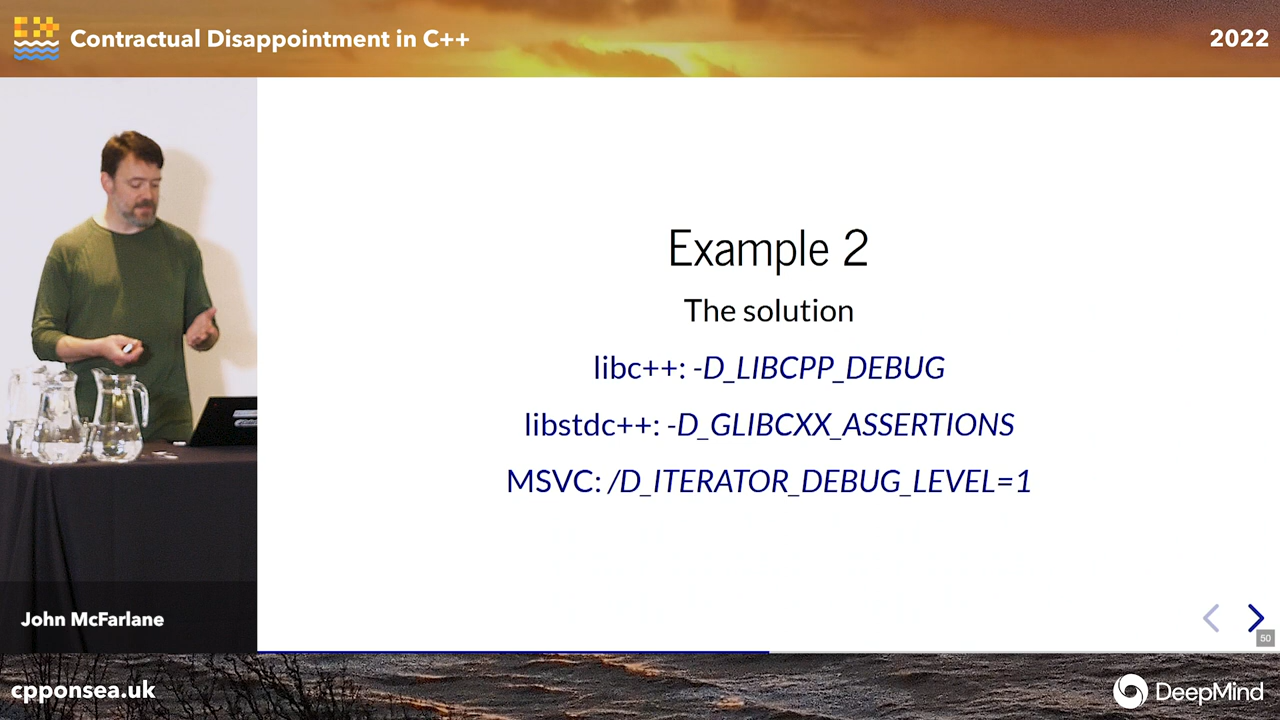 Contractual Disappointment in C++
2022
Example 2
The solution
libc++: -D_LIBCPP_DEBUG
libstdc++: -D_GLIBCXX_ASSERTIONS
MSVC: /D_ITERATOR_DEBUG_LEVEL=1
John McFarlane
50
cpponsea.uk
DeepMind